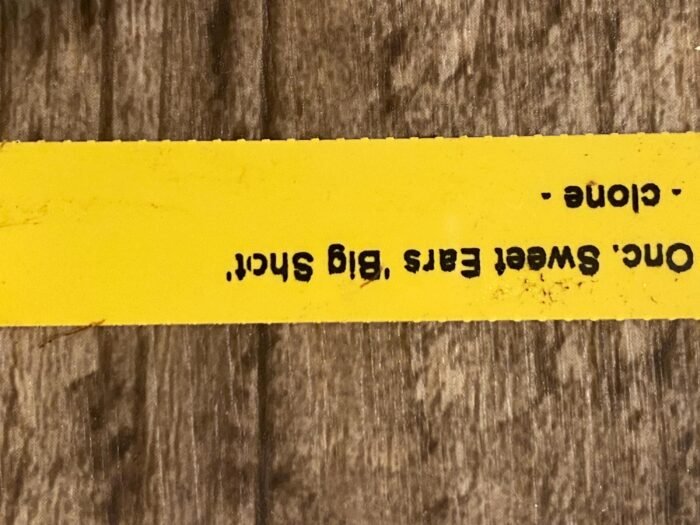 Onc. Sweet Ears 'Big Shot'
- clone -